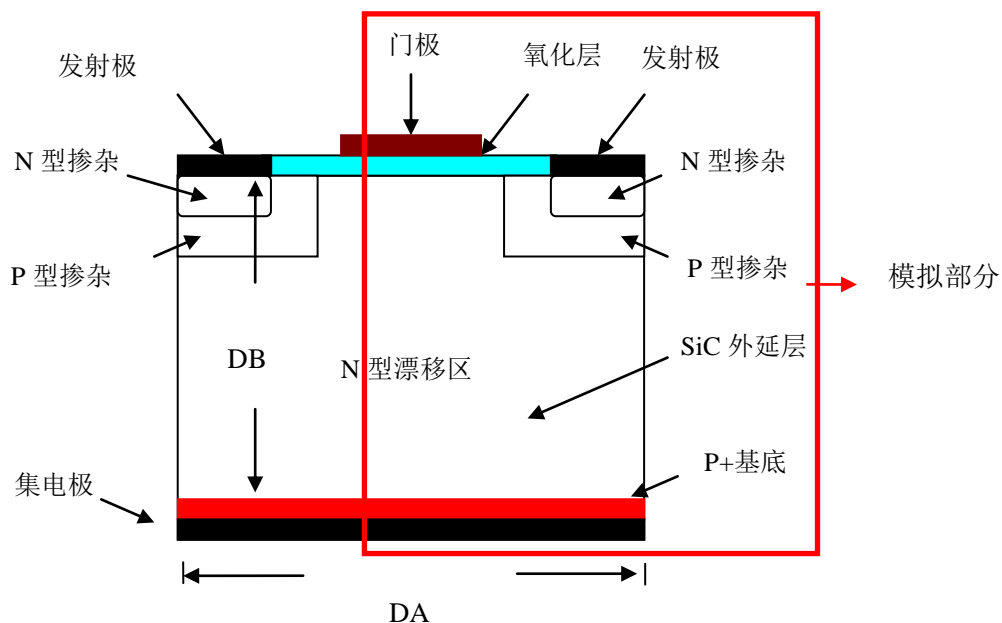 门极
氧化层
发射极
发射极
N 型掺杂
N 型掺杂
P 型掺杂
P 型掺杂
模拟部分
SiC 外延层
DB
N 型漂移区
P+基底
集电极
DA